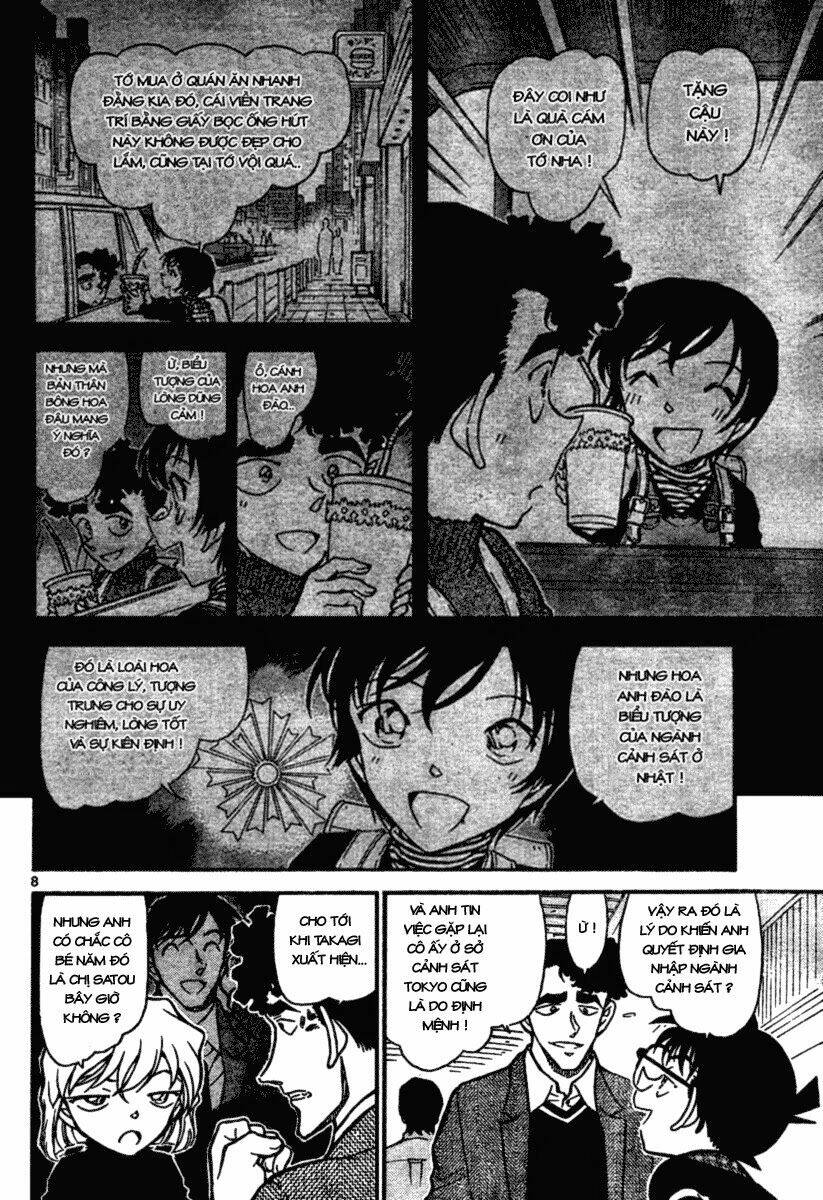 TẶNG
CẬU
NÀY !
ĐÂY COI NHƯ
LÀ QUÀ CÁM
ƠN CỦA
TỚ NHA !
TỚ MUA Ở QUÁN ĂN NHANH
ĐẰNG KIA ĐÓ, CÁI VIỀN TRANG
TRÍ BẰNG GIẤY BỌC ỐNG HÚT
NÀY KHÔNG ĐƯỢC ĐẸP CHO
LẮM, CŨNG TẠI TỚ VỘI QUÁ..
Ồ, CÁNH
HOA ANH
ĐÀO...
Ừ, BIỂU
TƯỢNG CỦA
LÒNG DŨNG
CẢM !
NHƯNG MÀ
BẢN THÂN
BÔNG HOA
ĐÂU MANG
Ý NGHĨA
ĐÓ ?
NHƯNG HOA
ANH ĐÀO LÀ
BIỂU TƯỢNG
CỦA NGÀNH
CẢNH SÁT Ở
NHẬT !
ĐÓ LÀ LOÀI HOA
CỦA CÔNG LÝ, TƯỢNG
TRƯNG CHO SỰ UY
NGHIÊM, LÒNG TỐT
VÀ SỰ KIÊN ĐỊNH !
8
VẬY RA ĐÓ LÀ
LÝ DO KHIẾN ANH
QUYẾT ĐỊNH GIA
NHẬP NGÀNH
CẢNH SÁT ?
Ừ !
VÀ ANH TIN
VIỆC GẶP LẠI
CÔ ẤY Ở SỞ
CẢNH SÁT
TOKYO CŨNG
LÀ DO ĐỊNH
MỆNH !
CHO TỚI
KHI TAKAGI
XUẤT HIỆN...
NHƯNG ANH
CÓ CHẮC CÔ
BÉ NĂM ĐÓ
LÀ CHỊ SATOU
BÂY GIỜ
KHÔNG ?